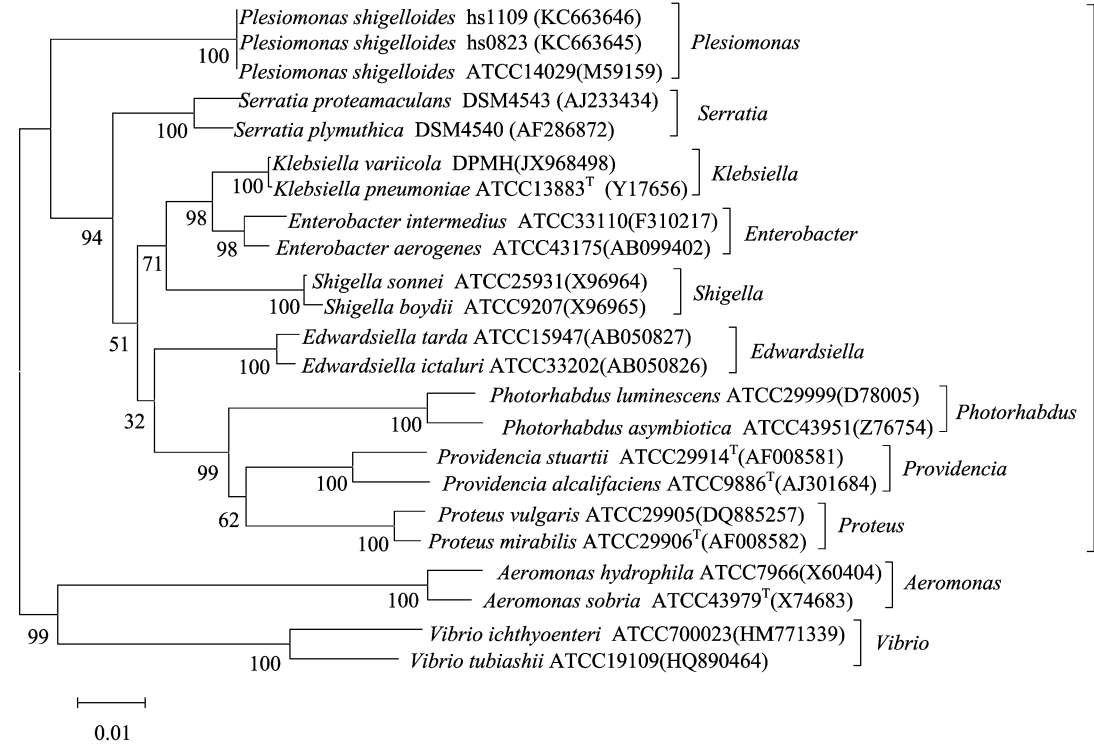 Plesiomonas shigelloides hs1109 (KC663646)
Plesiomonas shigelloides hs0823 (KC663645)
Plesiomonas
100
Plesiomonas shigelloides ATCC14029(M59159)
Serratia proteamaculans DSM4543 (AJ233434)
Serratia
100
Serratia plymuthica DSM4540 (AF286872)
Klebsiella variicola DPMH(JX968498)
Klebsiella
100
Klebsiella pneumoniae ATCC13883T (Y17656)
98
Enterobacter intermedius ATCC33110(F310217)
Enterobacter
94
98
Enterobacter aerogenes ATCC43175(AB099402)
71
Shigella sonnei ATCC25931(X96964)
Shigella
100
Shigella boydii ATCC9207(X96965)
51
Edwardsiella tarda ATCC15947(AB050827)
Edwardsiella
100
Edwardsiella ictaluri ATCC33202(AB050826)
Photorhabdus luminescens ATCC29999(D78005)
Photorhabdus
32
100
Photorhabdus asymbiotica ATCC43951(Z76754)
Providencia stuartii ATCC29914T(AF008581)
Providencia
99
100
Providencia alcalifaciens ATCC9886T(AJ301684)
Proteus vulgaris ATCC29905(DQ885257)
Proteus
62
100
Proteus mirabilis ATCC29906T(AF008582)
Aeromonas hydrophila ATCC7966(X60404)
Aeromonas
100
Aeromonas sobria ATCC43979T(X74683)
99
Vibrio ichthyoenteri ATCC700023(HM771339)
Vibrio
100
Vibrio tubiashii ATCC19109(HQ890464)
0.01